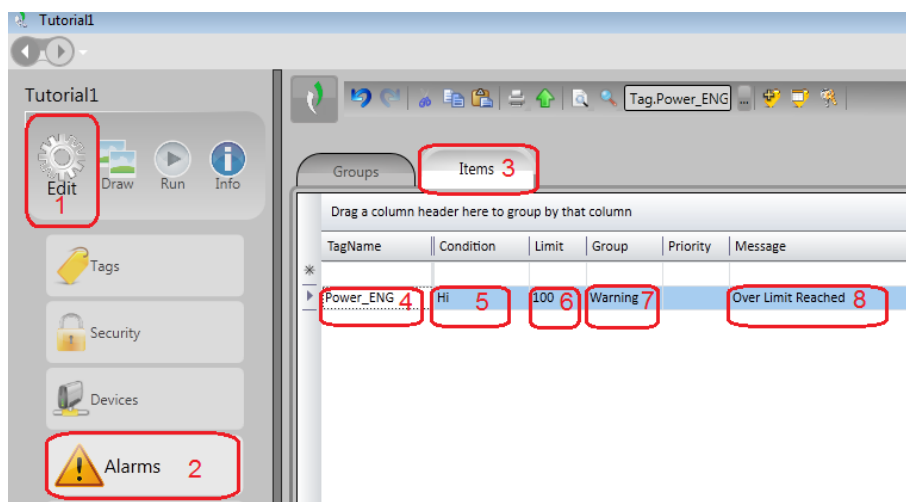 Tutorial1
Tutorial1
Tag.Power_ENG ...
Edit Draw Run Info
1
Groups Items 3
Drag a column header here to group by that column
TagName Condition Limit Group Priority Message
Power_ENG 4 Hi 5 100 6 Warning 7 Over Limit Reached 8
Tags
Security
Devices
Alarms 2